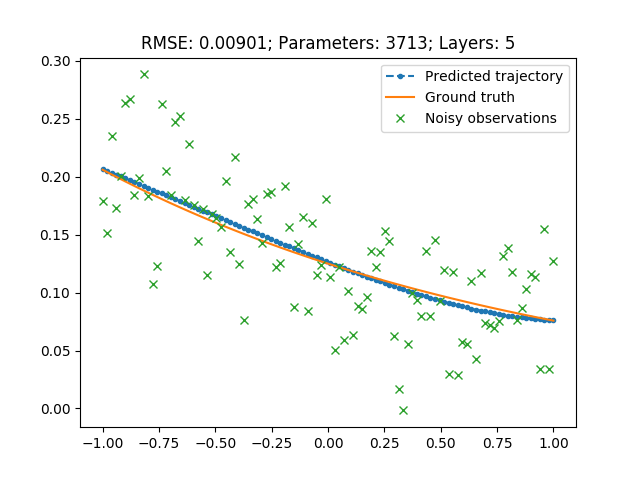 RMSE: 0.00901; Parameters: 3713; Layers: 5
Predicted trajectory
Ground truth
Noisy observations
0.30
0.25
0.20
0.15
0.10
0.05
0.00
−1.00 −0.75 −0.50 −0.25 0.00 0.25 0.50 0.75 1.00